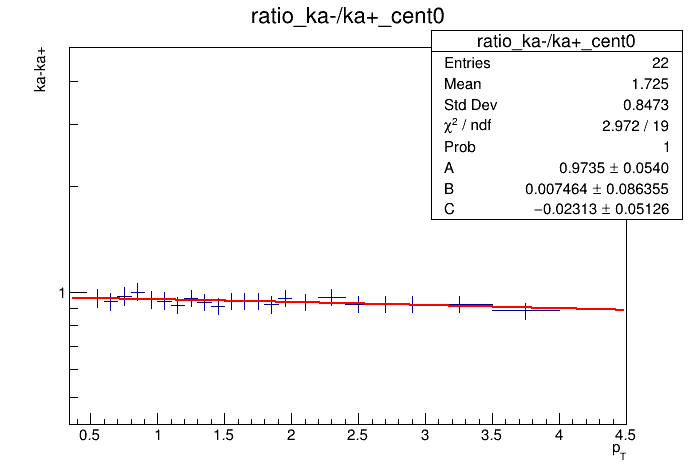 ratio_ka-/ka+_cent0
ka-ka+
ratio_ka-/ka+_cent0
Entries 22
Mean 1.725
Std Dev 0.8473
χ² / ndf 2.972 / 19
Prob 1
A 0.9735 ± 0.0540
B 0.007464 ± 0.086355
C −0.02313 ± 0.05126
1
0.5 1 1.5 2 2.5 3 3.5 4 4.5
p_T